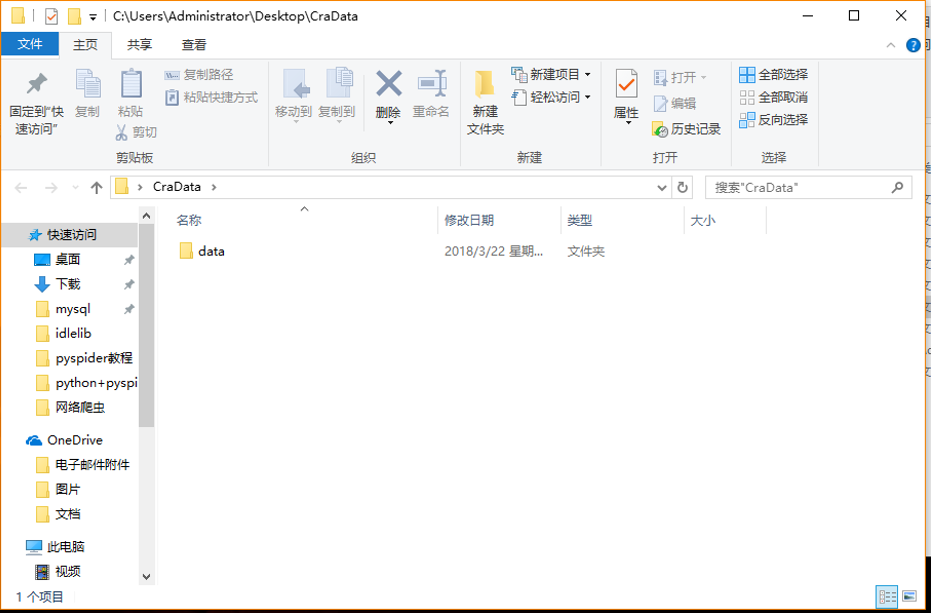 C:\Users\Administrator\Desktop\CraData
文件 主页 共享 查看
固定到"快速访问"
复制
粘贴
复制路径
粘贴快捷方式
剪切
剪贴板
移动到
复制到
删除
重命名
组织
新建
文件夹
新建项目
轻松访问
新建
属性
打开
编辑
历史记录
打开
全部选择
全部取消
反向选择
选择
CraData
搜索"CraData"
名称 修改日期 类型 大小
data 2018/3/22 星期... 文件夹
快速访问
桌面
下载
mysql
idlelib
pyspider教程
python+pyspi
网络爬虫
OneDrive
电子邮件附件
图片
文档
此电脑
视频
1 个项目